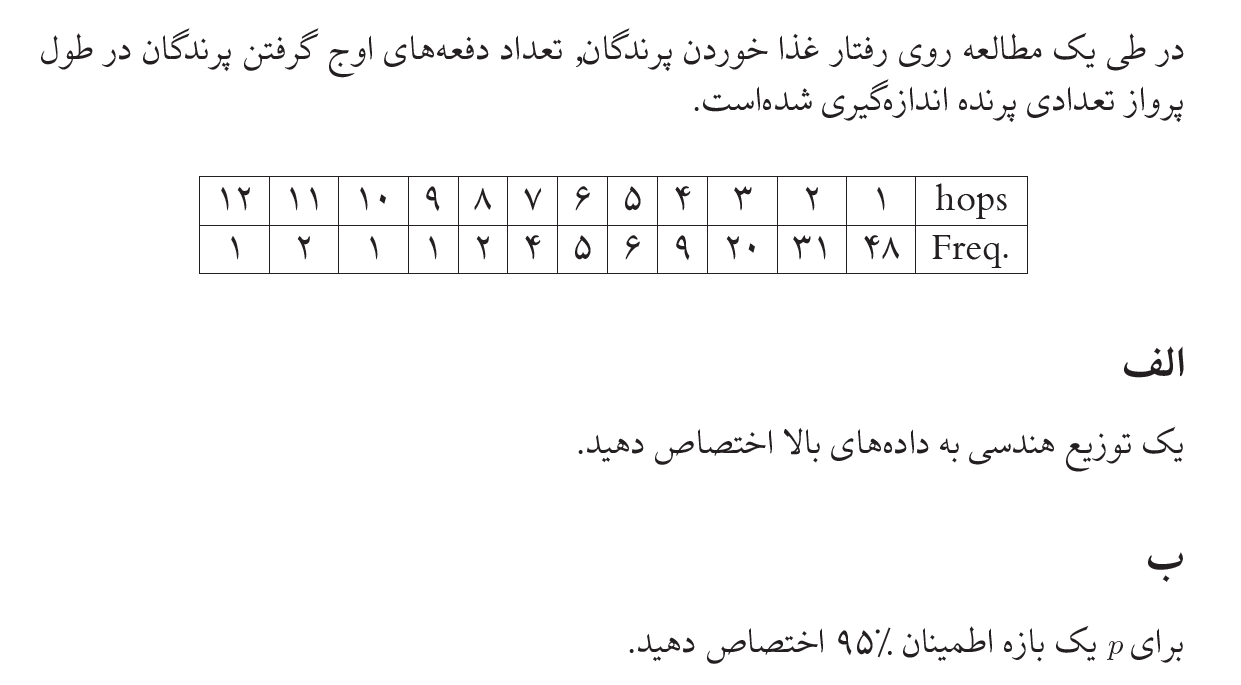 در طی یک مطالعه روی رفتار غذا خوردن پرندگان, تعداد دفعه‌های اوج گرفتن پرندگان در طول
پرواز تعدادی پرنده اندازه‌گیری شده‌است.
hops ۱ ۲ ۳ ۴ ۵ ۶ ۷ ۸ ۹ ۱۰ ۱۱ ۱۲
Freq. ۴۸ ۳۱ ۲۰ ۹ ۶ ۵ ۴ ۲ ۱ ۱ ۲ ۱
الف
یک توزیع هندسی به داده‌های بالا اختصاص دهید.
ب
برای p یک بازه اطمینان ۹۵٪ اختصاص دهید.